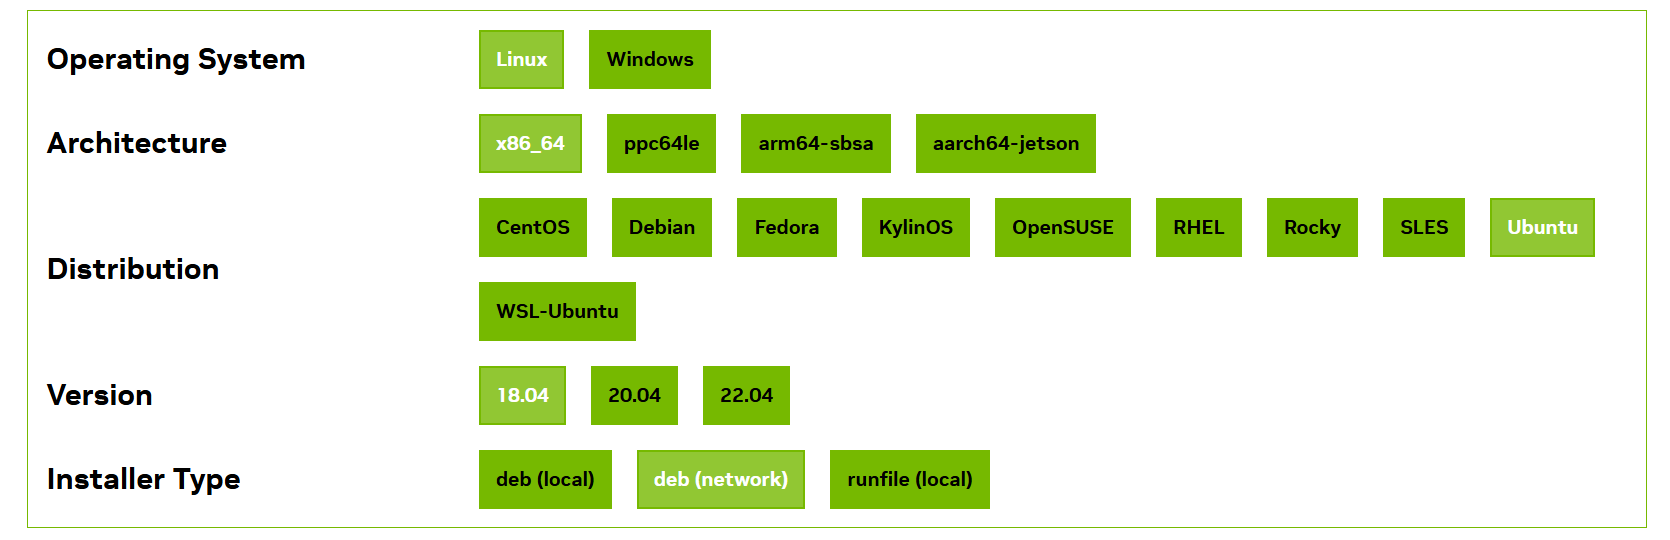 Operating System
Linux Windows
Architecture
x86_64 ppc64le arm64-sbsa aarch64-jetson
Distribution
CentOS Debian Fedora KylinOS OpenSUSE RHEL Rocky SLES Ubuntu
WSL-Ubuntu
Version
18.04 20.04 22.04
Installer Type
deb (local) deb (network) runfile (local)